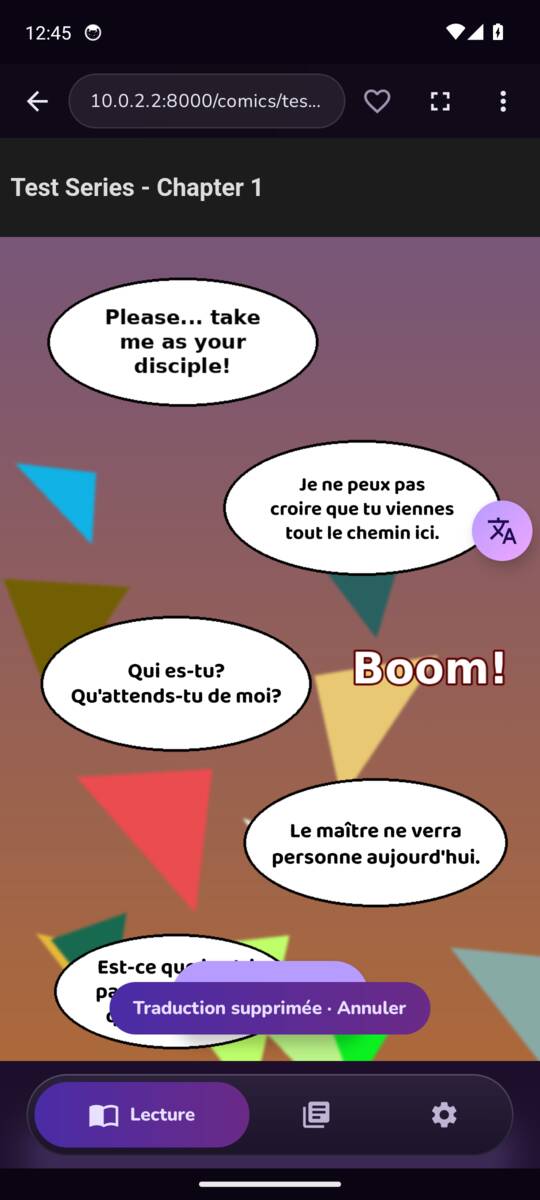 12:45
10.0.2.2:8000/comics/tes...
Test Series - Chapter 1
Please... take
me as your
disciple!
Je ne peux pas
croire que tu viennes
tout le chemin ici.
Qui es-tu?
Qu'attends-tu de moi?
Boom!
Le maître ne verra
personne aujourd'hui.
Est-ce que
Traduction supprimée · Annuler
Lecture